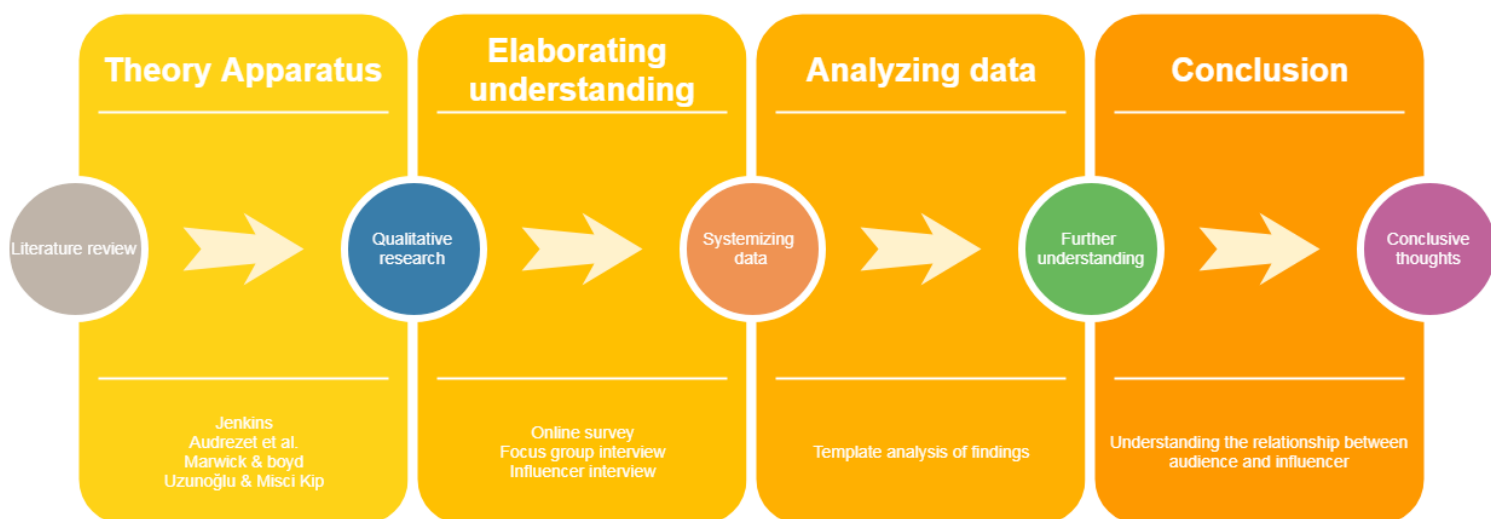 Theory Apparatus
Elaborating
understanding
Analyzing data
Conclusion
Literature review
Qualitative
research
Systemizing
data
Further
understanding
Conclusive
thoughts
Jenkins
Audrezet et al.
Marwick & boyd
Uzunoğlu & Misci Kip
Online survey
Focus group interview
Influencer interview
Template analysis of findings
Understanding the relationship between
audience and influencer